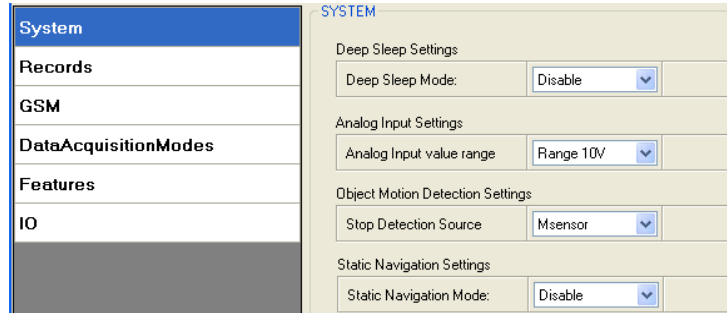 System
Records
GSM
DataAcquisitionModes
Features
IO
SYSTEM
Deep Sleep Settings
Deep Sleep Mode: Disable
Analog Input Settings
Analog Input value range Range 10V
Object Motion Detection Settings
Stop Detection Source Msensor
Static Navigation Settings
Static Navigation Mode: Disable